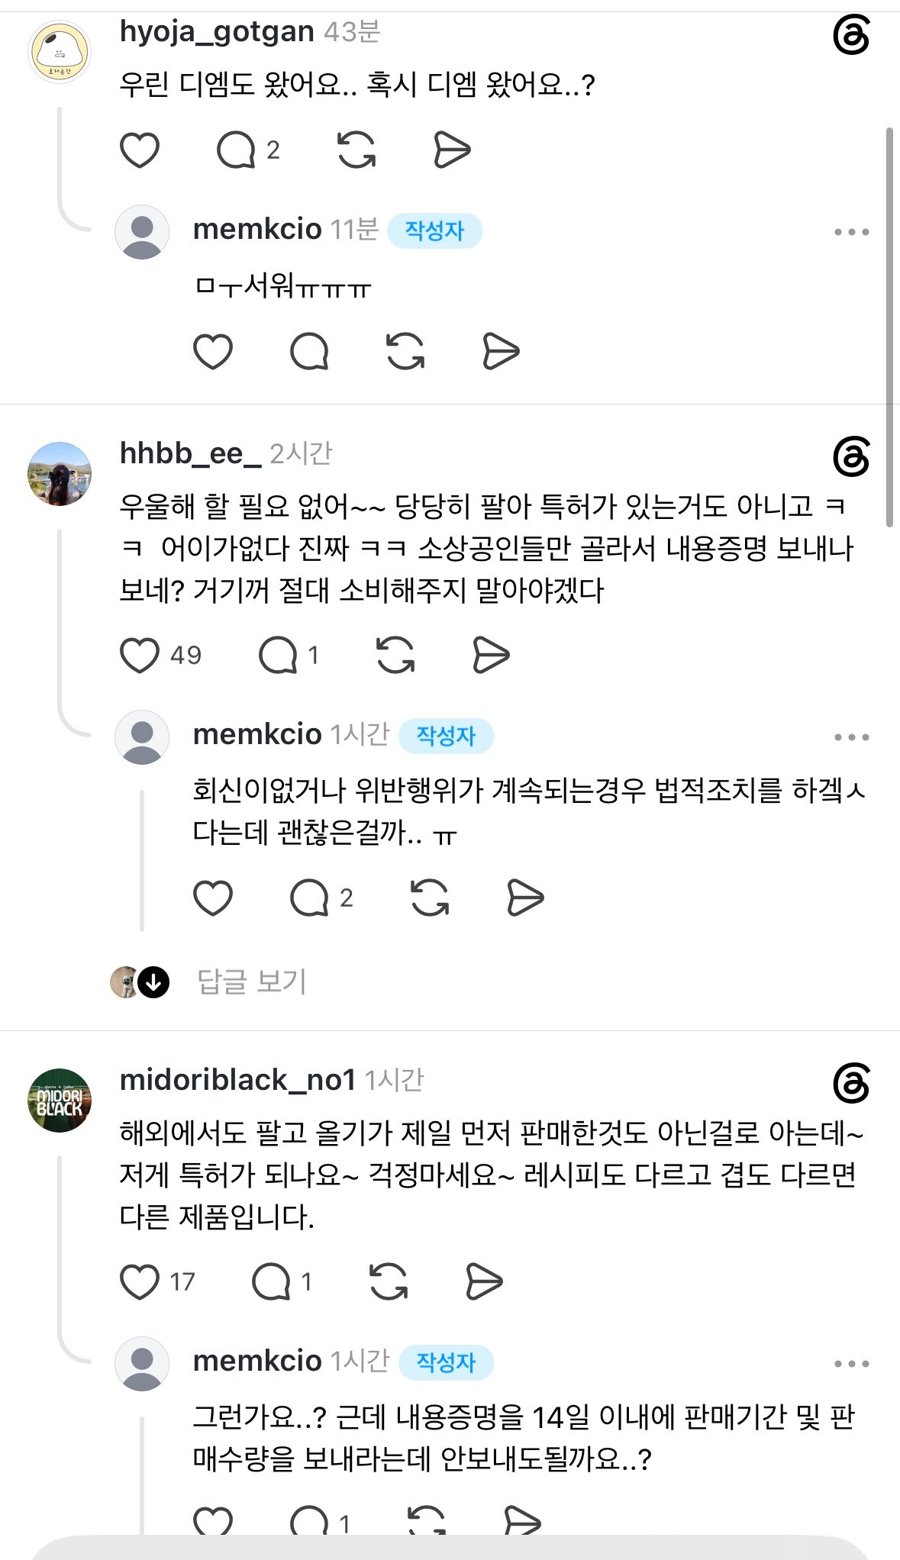 hyoja_gotgan 43분
우린 디엠도 왔어요.. 혹시 디엠 왔어요..?
2
memkcio 11분 작성자
ㅁㅜ서워ㅠㅠㅠ
hhbb_ee_ 2시간
우울해 할 필요 없어~~ 당당히 팔아 특허가 있는거도 아니고 ㅋ
ㅋ 어이가없다 진짜 ㅋㅋ 소상공인들만 골라서 내용증명 보내나
보네? 거기꺼 절대 소비해주지 말아야겠다
49 1
memkcio 1시간 작성자
회신이없거나 위반행위가 계속되는경우 법적조치를 하겤ㅅ
다는데 괜찮은걸까.. ㅠ
2
답글 보기
MIDORI
BLACK
midoriblack_no1 1시간
해외에서도 팔고 올기가 제일 먼저 판매한것도 아닌걸로 아는데~
저게 특허가 되나요~ 걱정마세요~ 레시피도 다르고 겹도 다르면
다른 제품입니다.
17 1
memkcio 1시간 작성자
그런가요..? 근데 내용증명을 14일 이내에 판매기간 및 판
매수량을 보내라는데 안보내도될까요..?
1